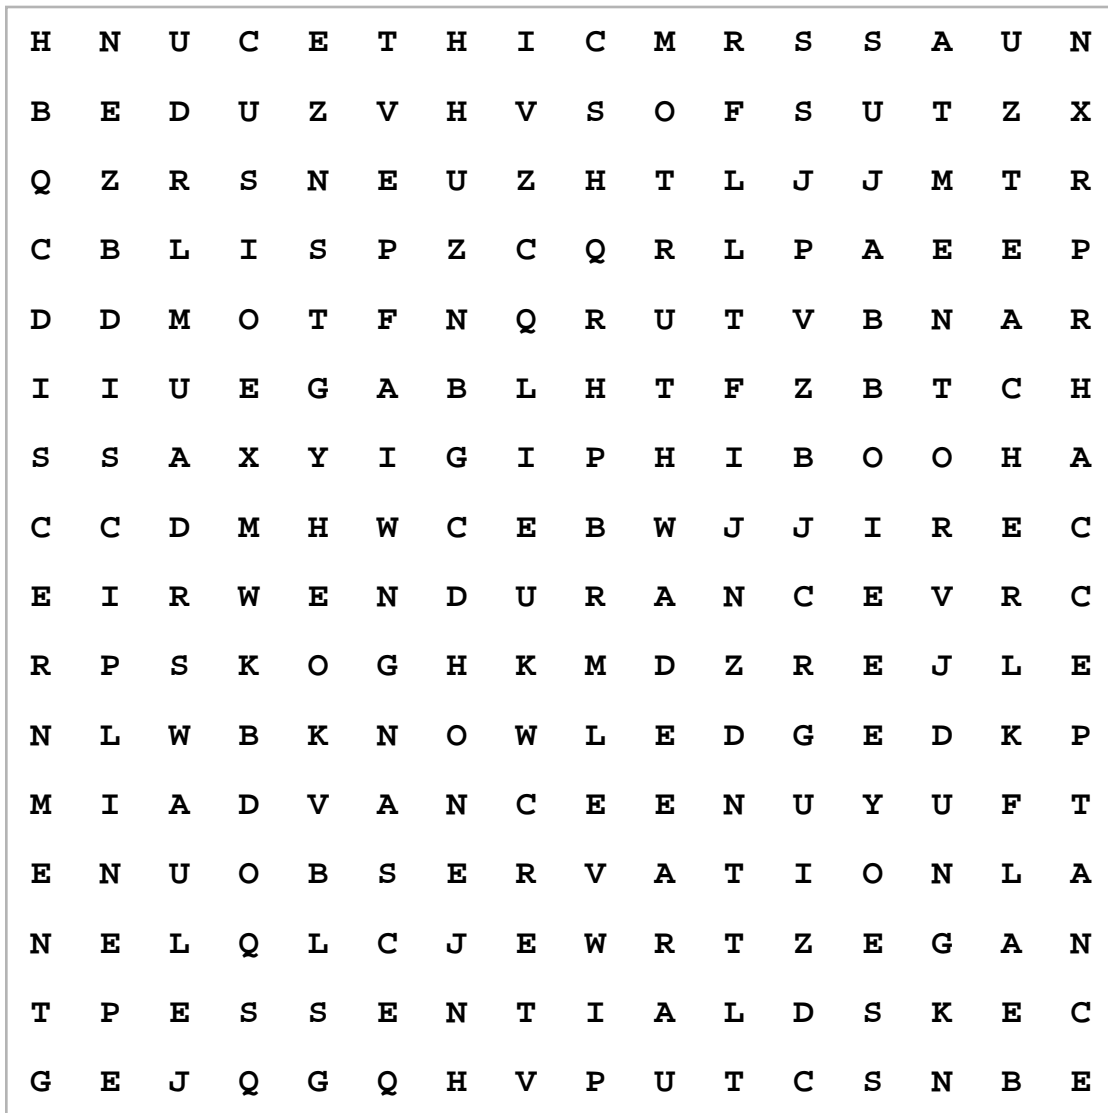 H N U C E T H I C M R S S A U N
B E D U Z V H V S O F S U T Z X
Q Z R S N E U Z H T L J J M T R
C B L I S P Z C Q R L P A E E P
D D M O T F N Q R U T V B N A R
I I U E G A B L H T F Z B T C H
S S A X Y I G I P H I B O O H A
C C D M H W C E B W J J I R E C
E I R W E N D U R A N C E V R C
R P S K O G H K M D Z R E J L E
N L W B K N O W L E D G E D K P
M I A D V A N C E E N U Y U F T
E N U O B S E R V A T I O N L A
N E L Q L C J E W R T Z E G A N
T P E S S E N T I A L D S K E C
G E J Q G Q H V P U T C S N B E